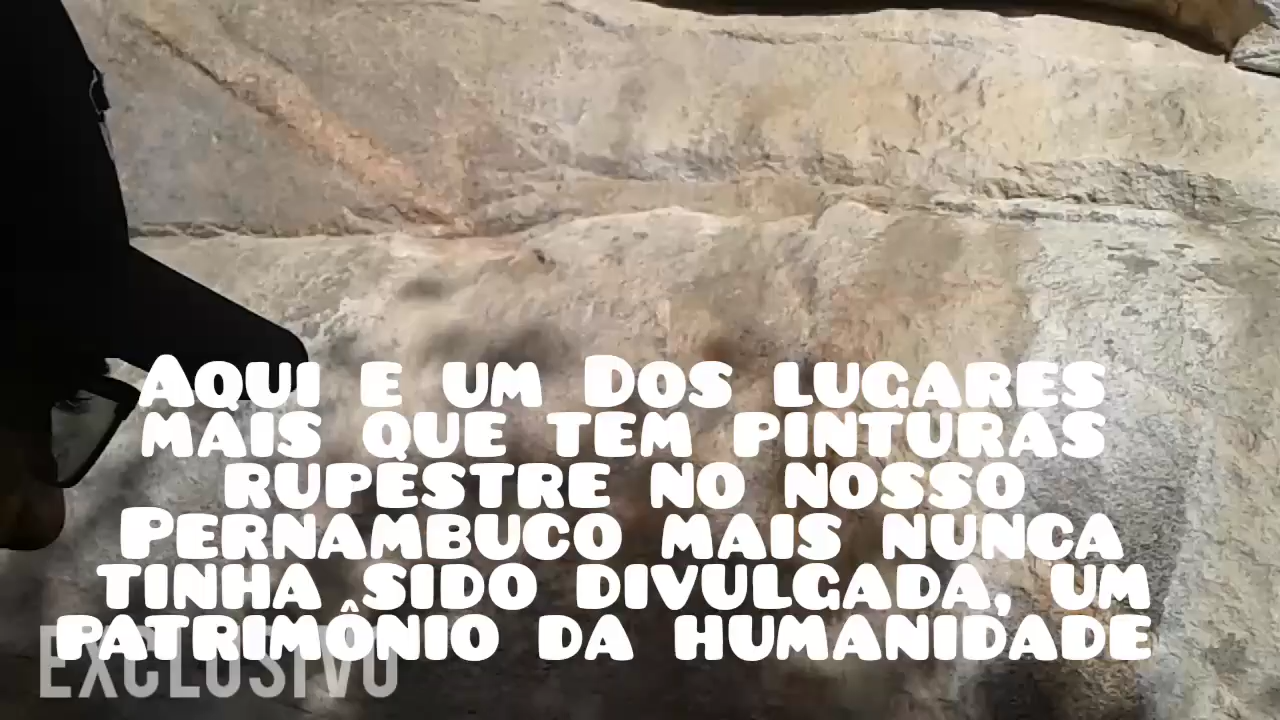 Aqui e um Dos lugares
mais que tem pinturas
rupestre no nosso
Pernambuco mais nunca
tinha sido divulgada, um
patrimônio da humanidade
EXCLUSIVO